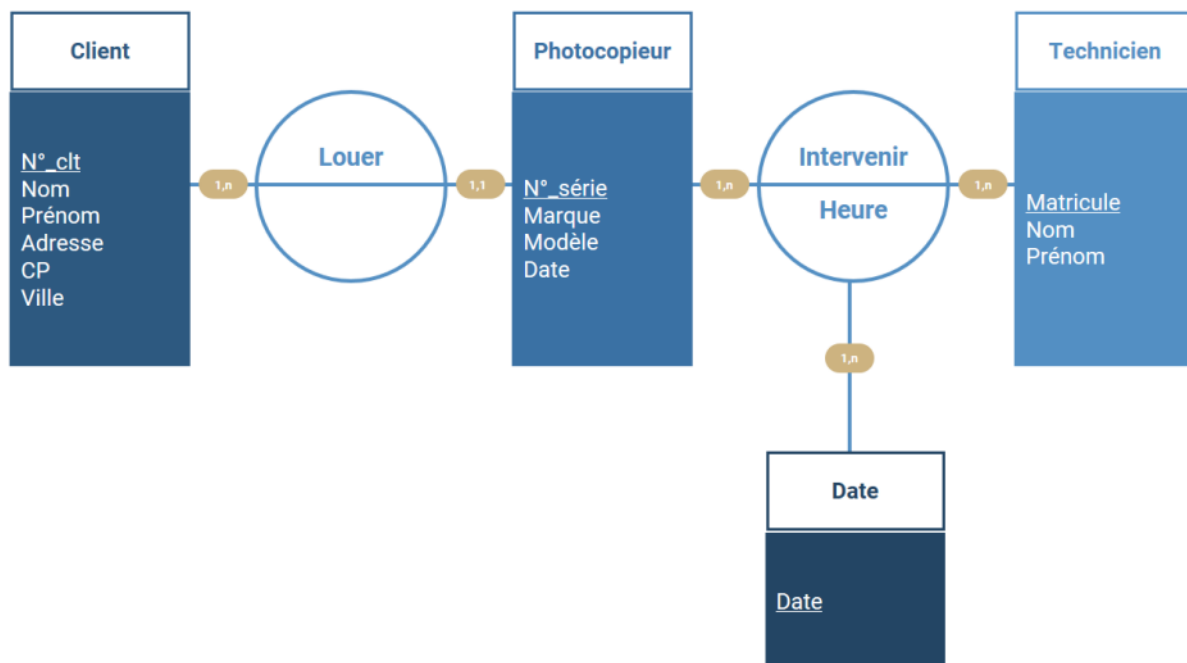 Client
N°_clt
Nom
Prénom
Adresse
CP
Ville
1,n
Louer
1,1
Photocopieur
N°_série
Marque
Modèle
Date
1,n
Intervenir
Heure
1,n
Technicien
Matricule
Nom
Prénom
1,n
Date
Date